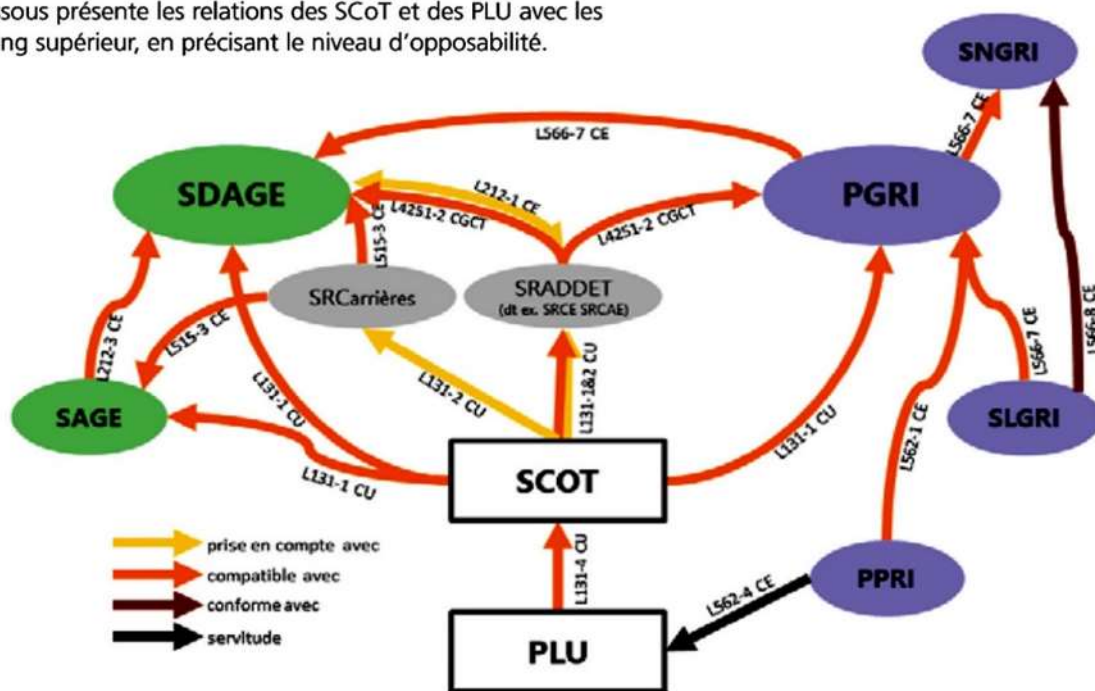 sous présente les relations des SCoT et des PLU avec les
ng supérieur, en précisant le niveau d'opposabilité.
SNGRI
L566-7 CE
L566-7 CE
SDAGE
L212-1 CE
L4251-2 CGCT
L4251-2 CGCT
PGRI
L515-3 CE
SRCarrières
SRADDET
(dt ex. SRCE SRCAE)
L566-8 CE
L212-3 CE
L515-3 CE
L131-1 CU
L131-2 CU
L131-1&2 CU
L131-1 CU
L562-1 CE
L566-7 CE
SAGE
SLGRI
L131-1 CU
SCOT
prise en compte avec
compatible avec
conforme avec
servitude
L131-4 CU
L562-4 CE
PPRI
PLU